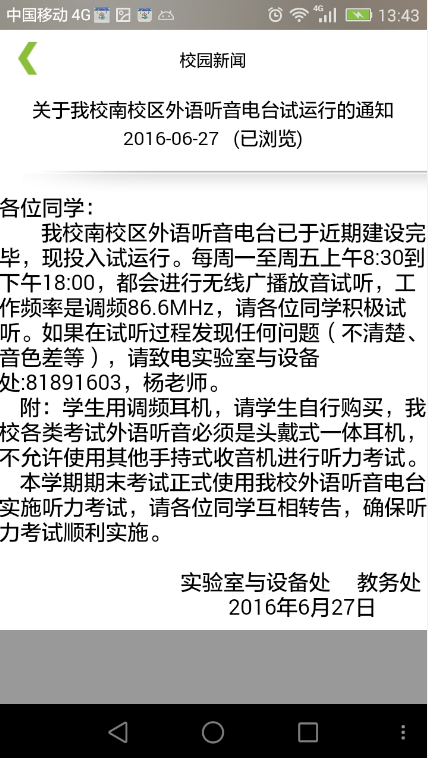 中国移动 4G 4G 13:43
校园新闻
关于我校南校区外语听音电台试运行的通知
2016-06-27 (已浏览)
各位同学：
我校南校区外语听音电台已于近期建设完
毕，现投入试运行。每周一至周五上午8:30到
下午18:00，都会进行无线广播放音试听，工
作频率是调频86.6MHz，请各位同学积极试
听。如果在试听过程发现任何问题（不清楚、
音色差等），请致电实验室与设备
处:81891603，杨老师。
附：学生用调频耳机，请学生自行购买，我
校各类考试外语听音必须是头戴式一体耳机，
不允许使用其他手持式收音机进行听力考试。
本学期期末考试正式使用我校外语听音电台
实施听力考试，请各位同学互相转告，确保听
力考试顺利实施。
实验室与设备处 教务处
2016年6月27日